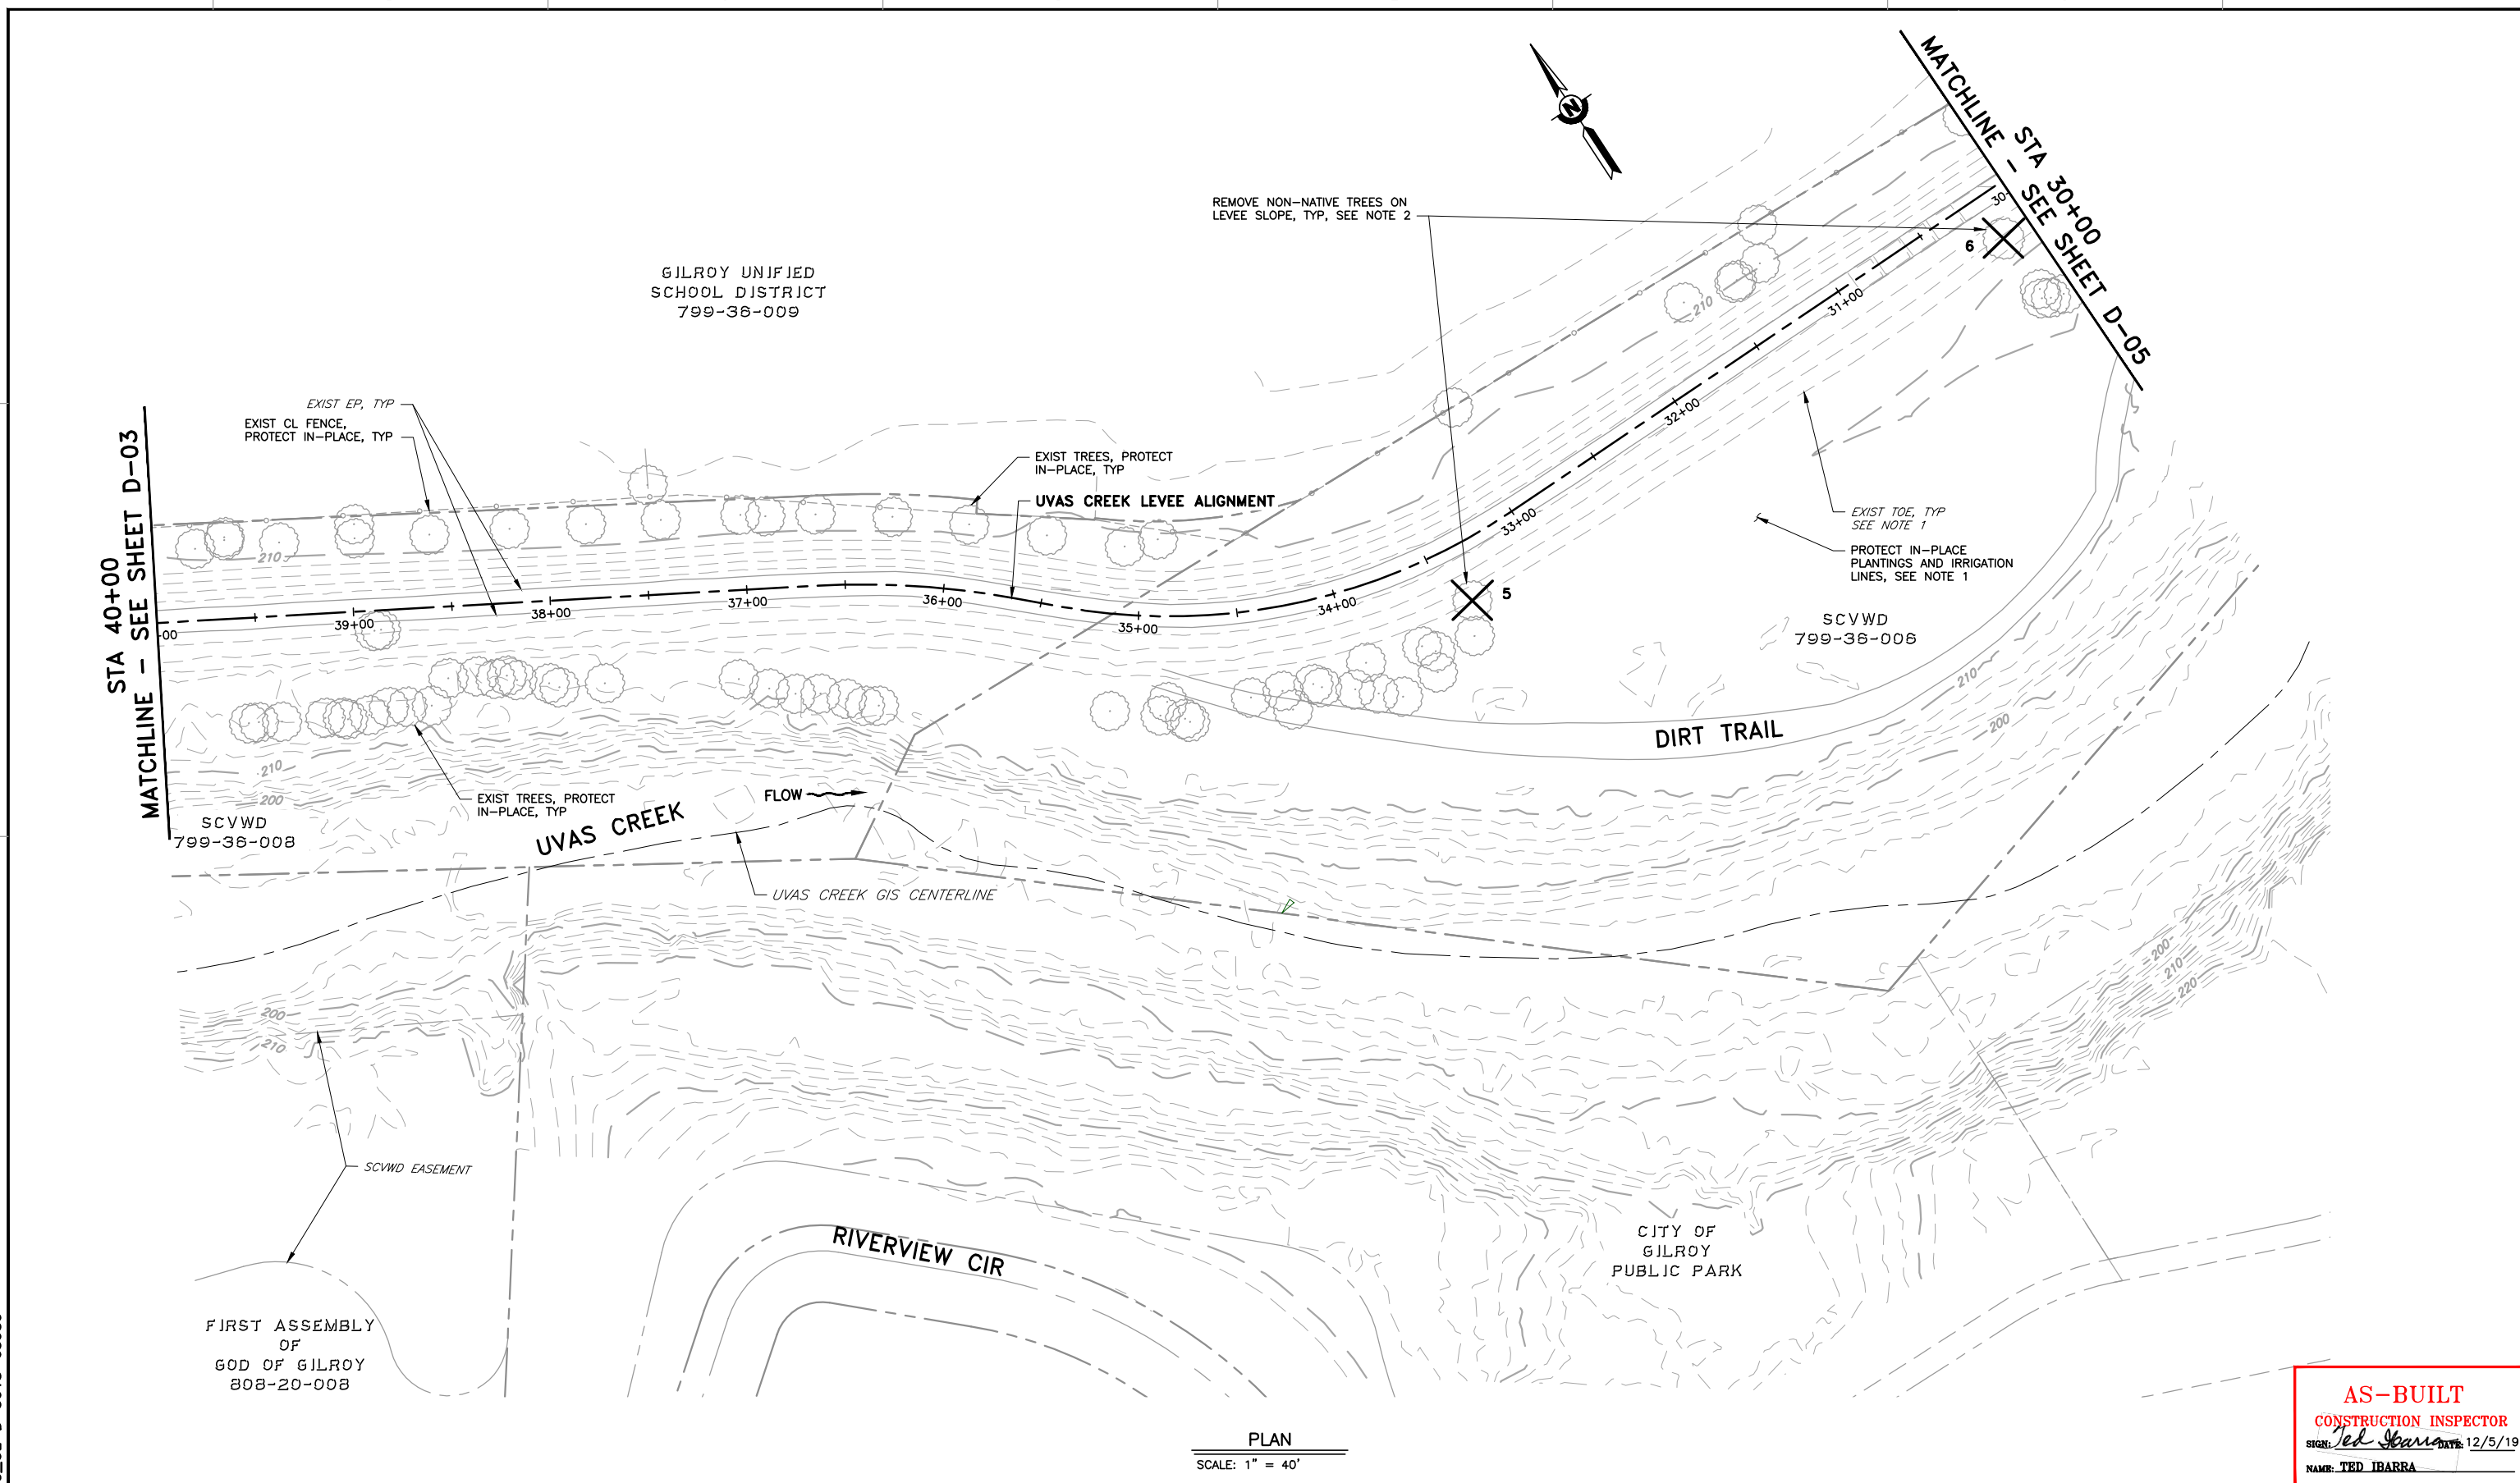 MATCHLINE - SEE SHEET D-05
STA 30+00
N
REMOVE NON-NATIVE TREES ON
LEVEE SLOPE, TYP, SEE NOTE 2
6
GILROY UNIFIED
SCHOOL DISTRICT
799-36-009
210
31+00
32+00
33+00
34+00
35+00
36+00
37+00
38+00
39+00
EXIST EP, TYP
EXIST CL FENCE,
PROTECT IN-PLACE, TYP
EXIST TREES, PROTECT
IN-PLACE, TYP
UVAS CREEK LEVEE ALIGNMENT
EXIST TOE, TYP
SEE NOTE 1
PROTECT IN-PLACE
PLANTINGS AND IRRIGATION
LINES, SEE NOTE 1
STA 40+00
MATCHLINE - SEE SHEET D-03
210
5
SCVWD
799-36-006
210
200
DIRT TRAIL
210
200
FLOW
EXIST TREES, PROTECT
IN-PLACE, TYP
UVAS CREEK
SCVWD
799-36-008
UVAS CREEK GIS CENTERLINE
200
210
220
200
210
SCVWD EASEMENT
RIVERVIEW CIR
CITY OF
GILROY
PUBLIC PARK
FIRST ASSEMBLY
OF
GOD OF GILROY
808-20-008
PLAN
SCALE: 1" = 40'
AS-BUILT
CONSTRUCTION INSPECTOR
SIGN: Ted Ibarra DATE: 12/5/19
NAME: TED IBARRA